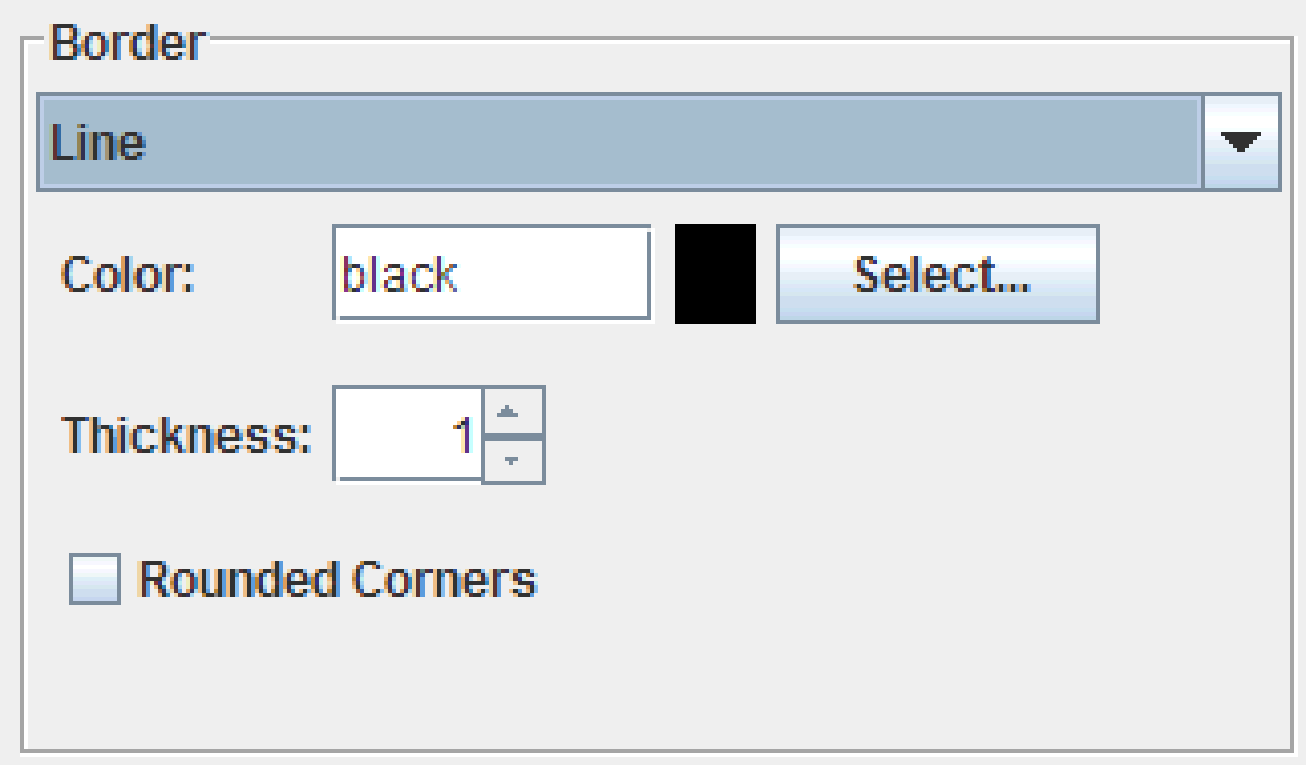 Border
Line
Color: black Select...
Thickness: 1
Rounded Corners